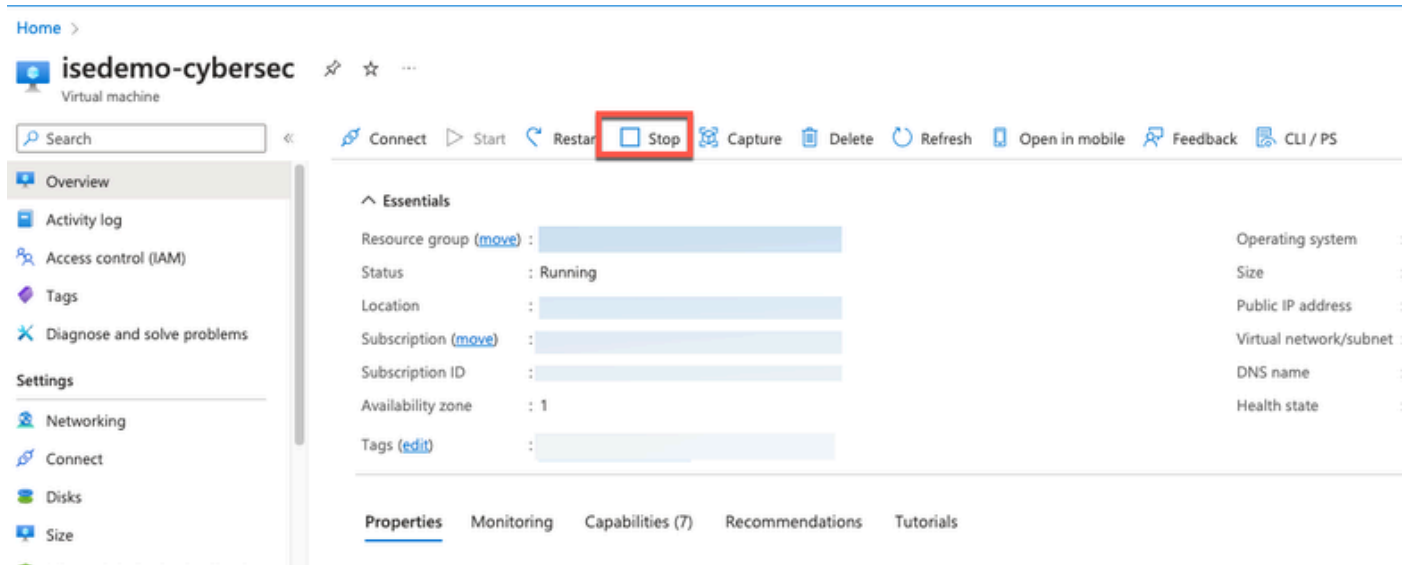 Home >
isedemo-cybersec
Virtual machine
Search
Connect Start Restar Stop Capture Delete Refresh Open in mobile Feedback CLI / PS
Overview
Activity log
Access control (IAM)
Tags
Diagnose and solve problems
Settings
Networking
Connect
Disks
Size
Essentials
Resource group (move) :
Status : Running
Location :
Subscription (move) :
Subscription ID :
Availability zone : 1
Tags (edit) :
Operating system :
Size :
Public IP address :
Virtual network/subnet :
DNS name :
Health state :
Properties Monitoring Capabilities (7) Recommendations Tutorials